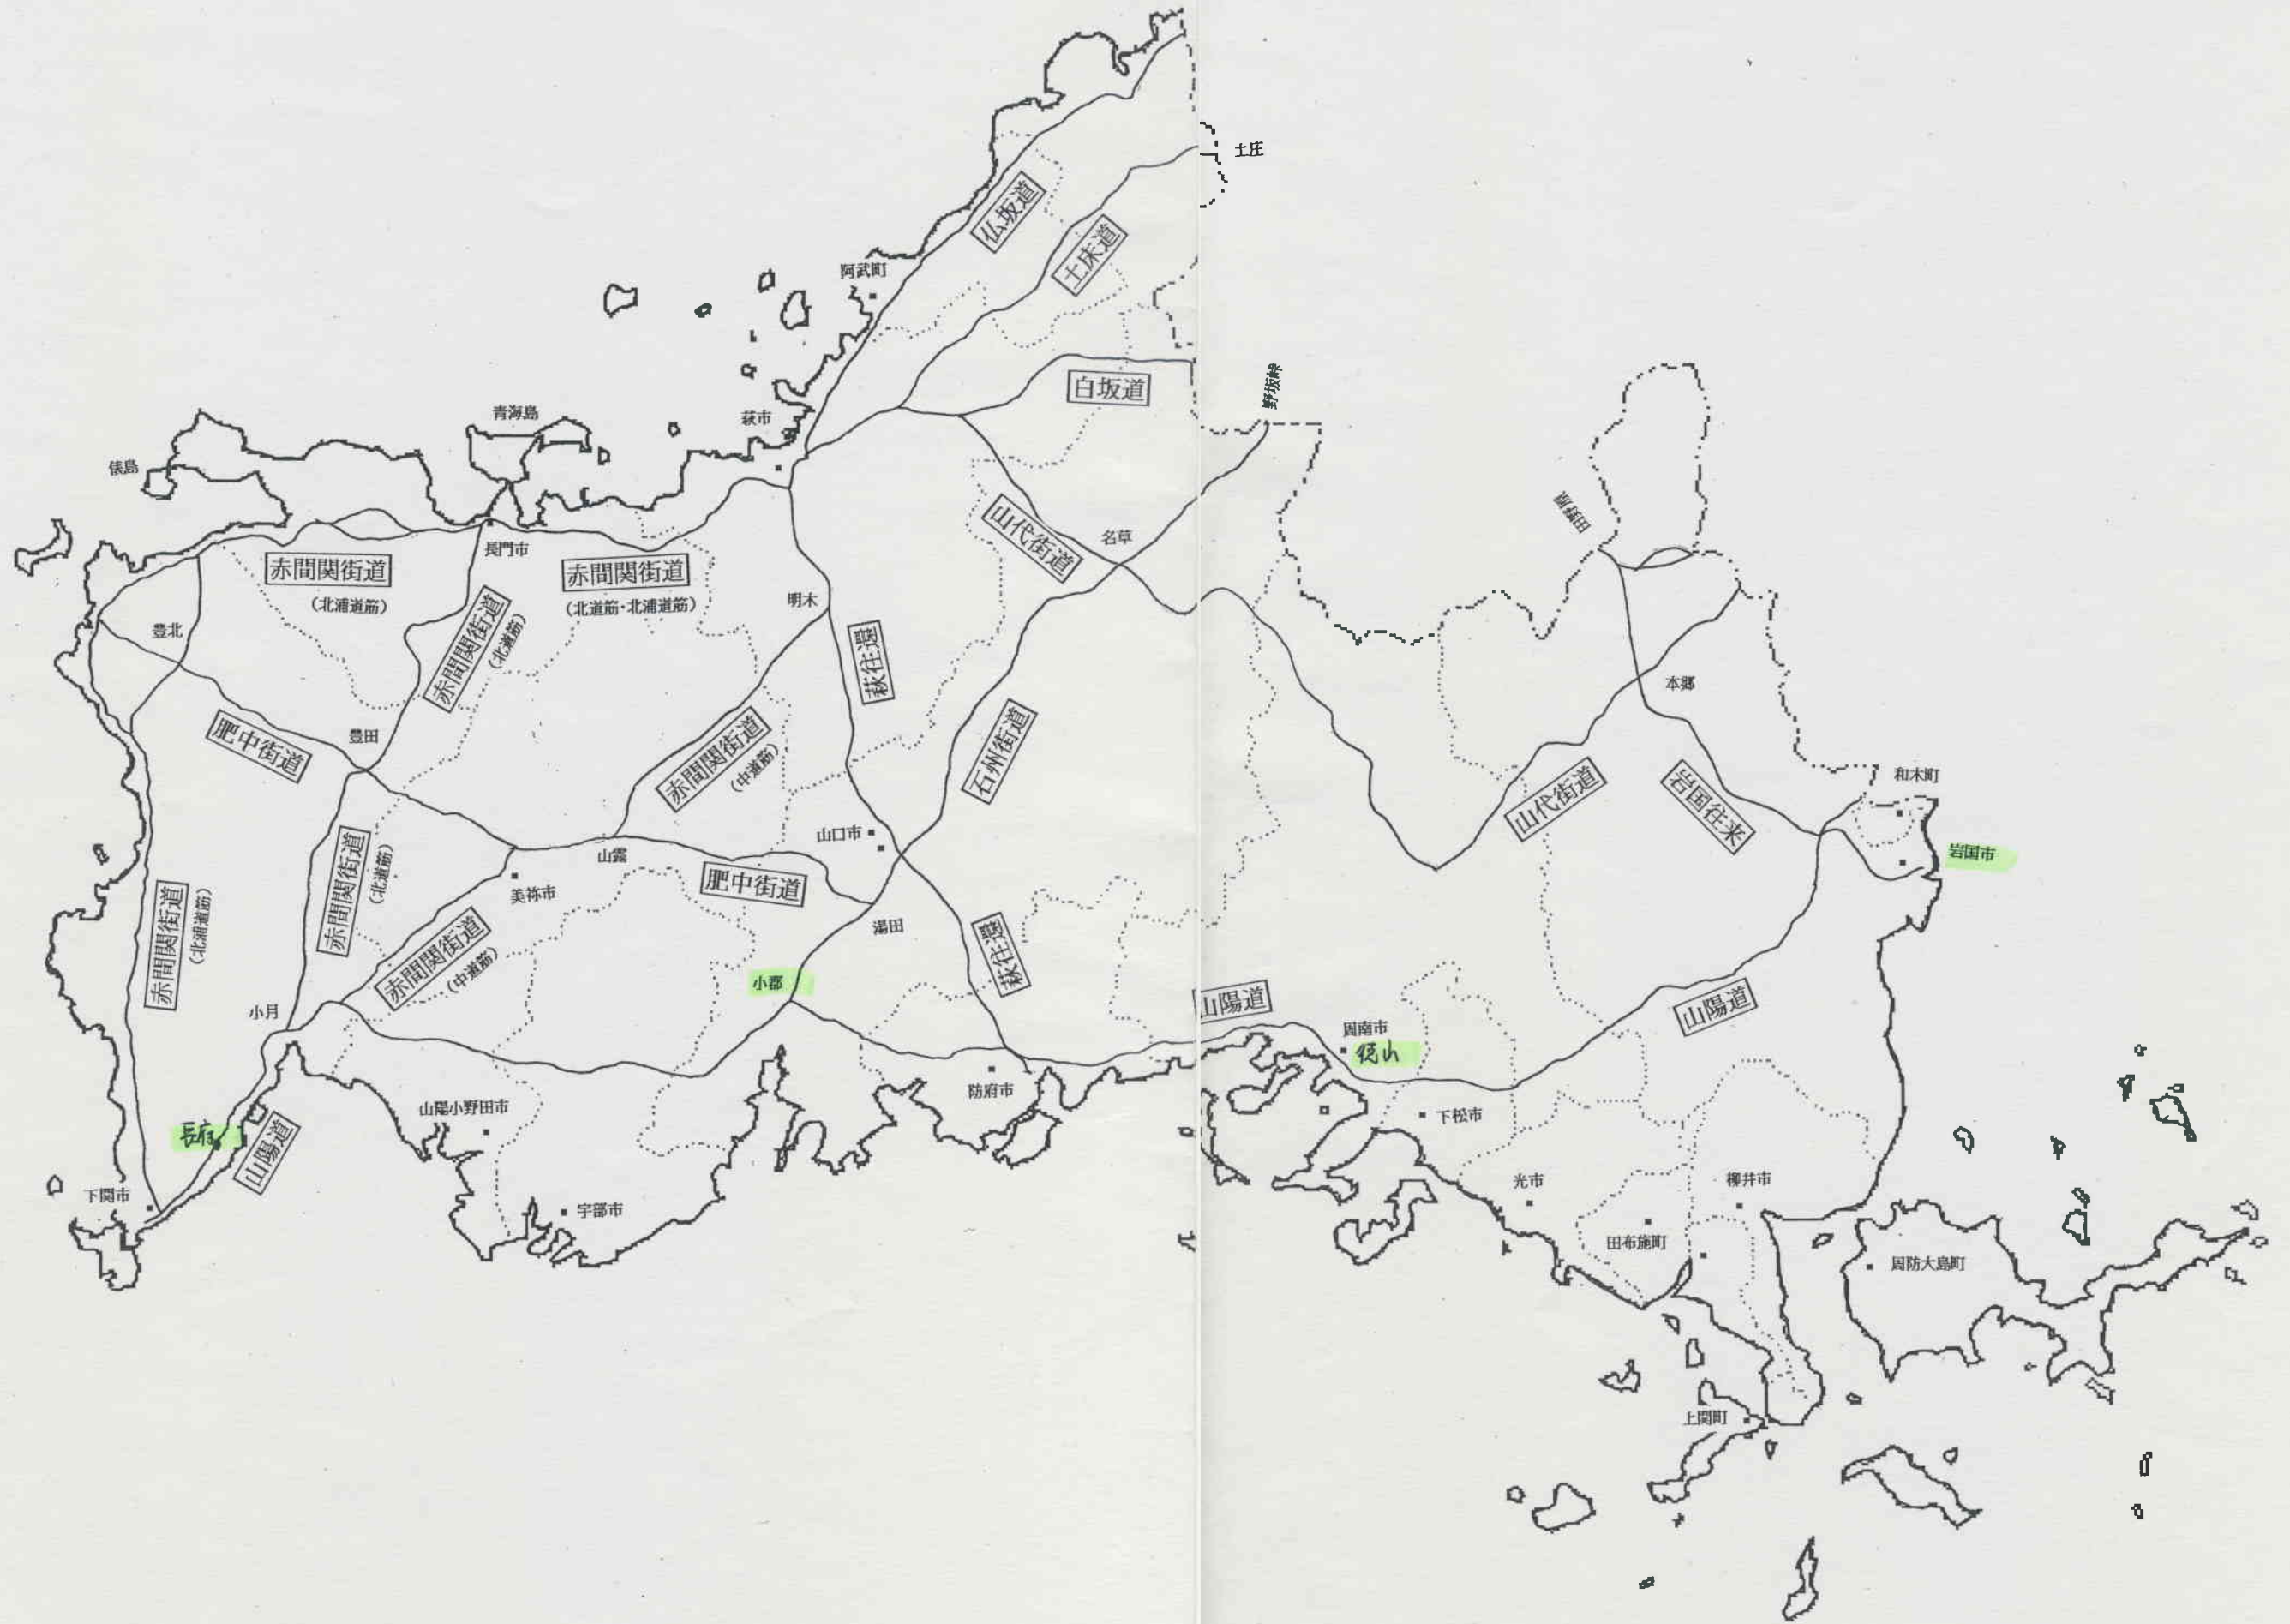 土庄
仏坂道
土床道
阿武町
白坂道
野坂峠
青海島
萩市
俵島
田野原
山代街道
名草
長門市
赤間関街道
(北浦道筋)
赤間関街道
(北道筋・北浦道筋)
明木
豊北
赤間関街道
(北道筋)
萩往還
本郷
肥中街道
豊田
赤間関街道
(中道筋)
石州街道
山代街道
岩国往来
和木町
山口市
岩国市
赤間関街道
(北道筋)
美祢市
肥中街道
湯田
赤間関街道
(北浦道筋)
赤間関街道
(中道筋)
萩往還
小郡
小月
山陽道
山陽道
周南市
徳山
防府市
山陽小野田市
下松市
長府
山陽道
下関市
宇部市
光市
柳井市
田布施町
周防大島町
上関町